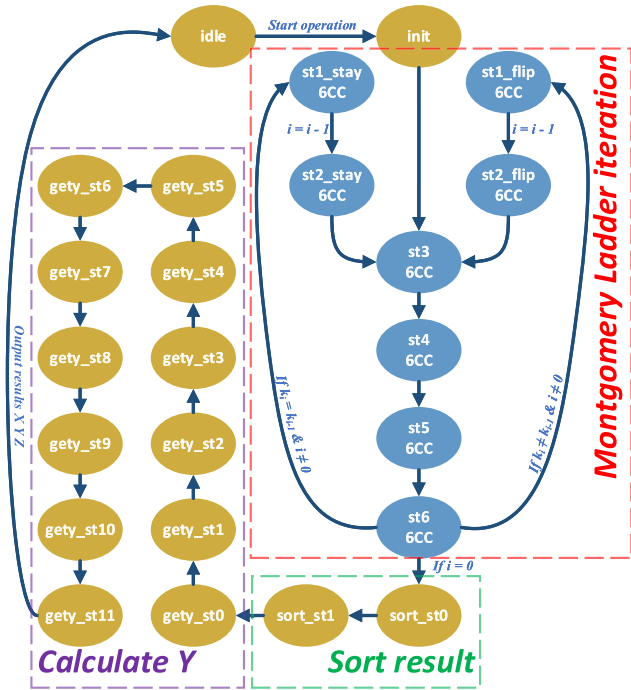 idle
Start operation
init
st1_stay
6CC
st1_flip
6CC
i = i - 1
i = i - 1
st2_stay
6CC
st2_flip
6CC
st3
6CC
st4
6CC
st5
6CC
st6
6CC
If kᵢ = kᵢ₊₁ & i ≠ 0
If kᵢ ≠ kᵢ₊₁ & i ≠ 0
Montgomery Ladder iteration
If i = 0
sort_st0
sort_st1
Sort result
gety_st0
gety_st1
gety_st2
gety_st3
gety_st4
gety_st5
gety_st6
gety_st7
gety_st8
gety_st9
gety_st10
gety_st11
Calculate Y
Output results X Y Z